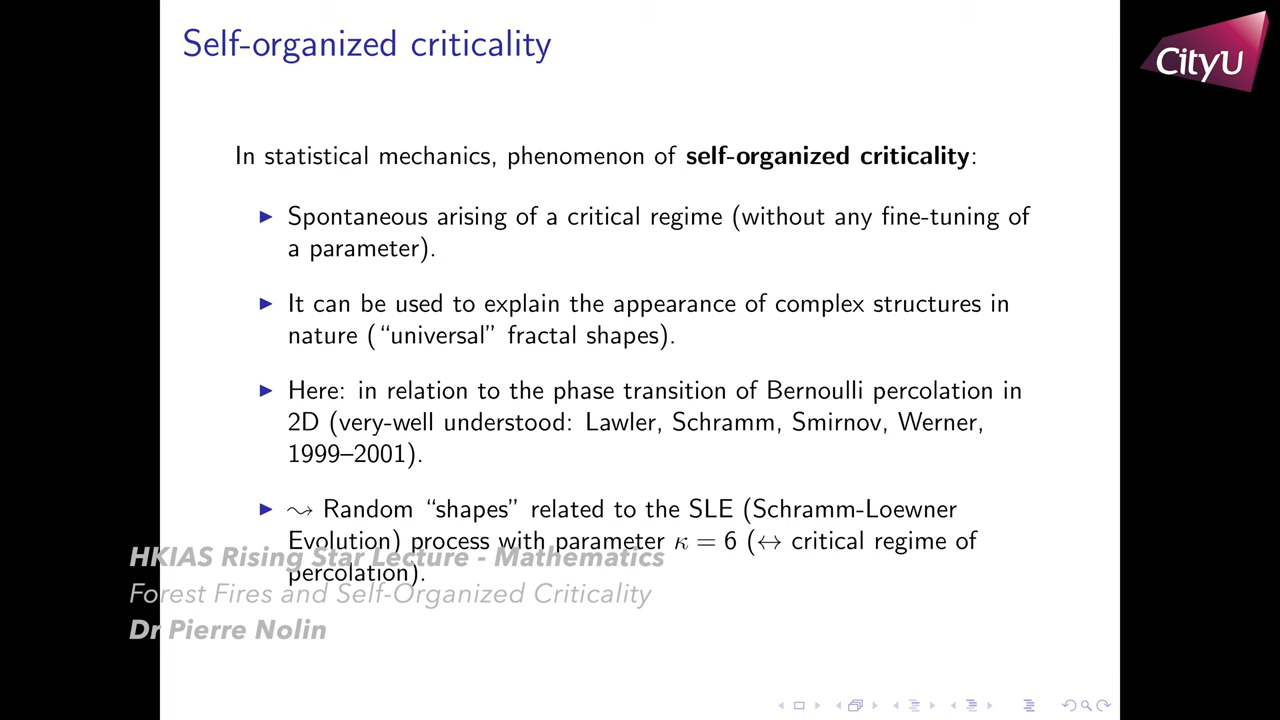 Self-organized criticality
CityU
In statistical mechanics, phenomenon of self-organized criticality:
▶ Spontaneous arising of a critical regime (without any fine-tuning of
a parameter).
▶ It can be used to explain the appearance of complex structures in
nature (“universal” fractal shapes).
▶ Here: in relation to the phase transition of Bernoulli percolation in
2D (very-well understood: Lawler, Schramm, Smirnov, Werner,
1999–2001).
▶ ⇝ Random “shapes” related to the SLE (Schramm-Loewner
Evolution) process with parameter κ = 6 (↔ critical regime of
percolation).
HKIAS Rising Star Lecture - Mathematics
Forest Fires and Self-Organized Criticality
Dr Pierre Nolin